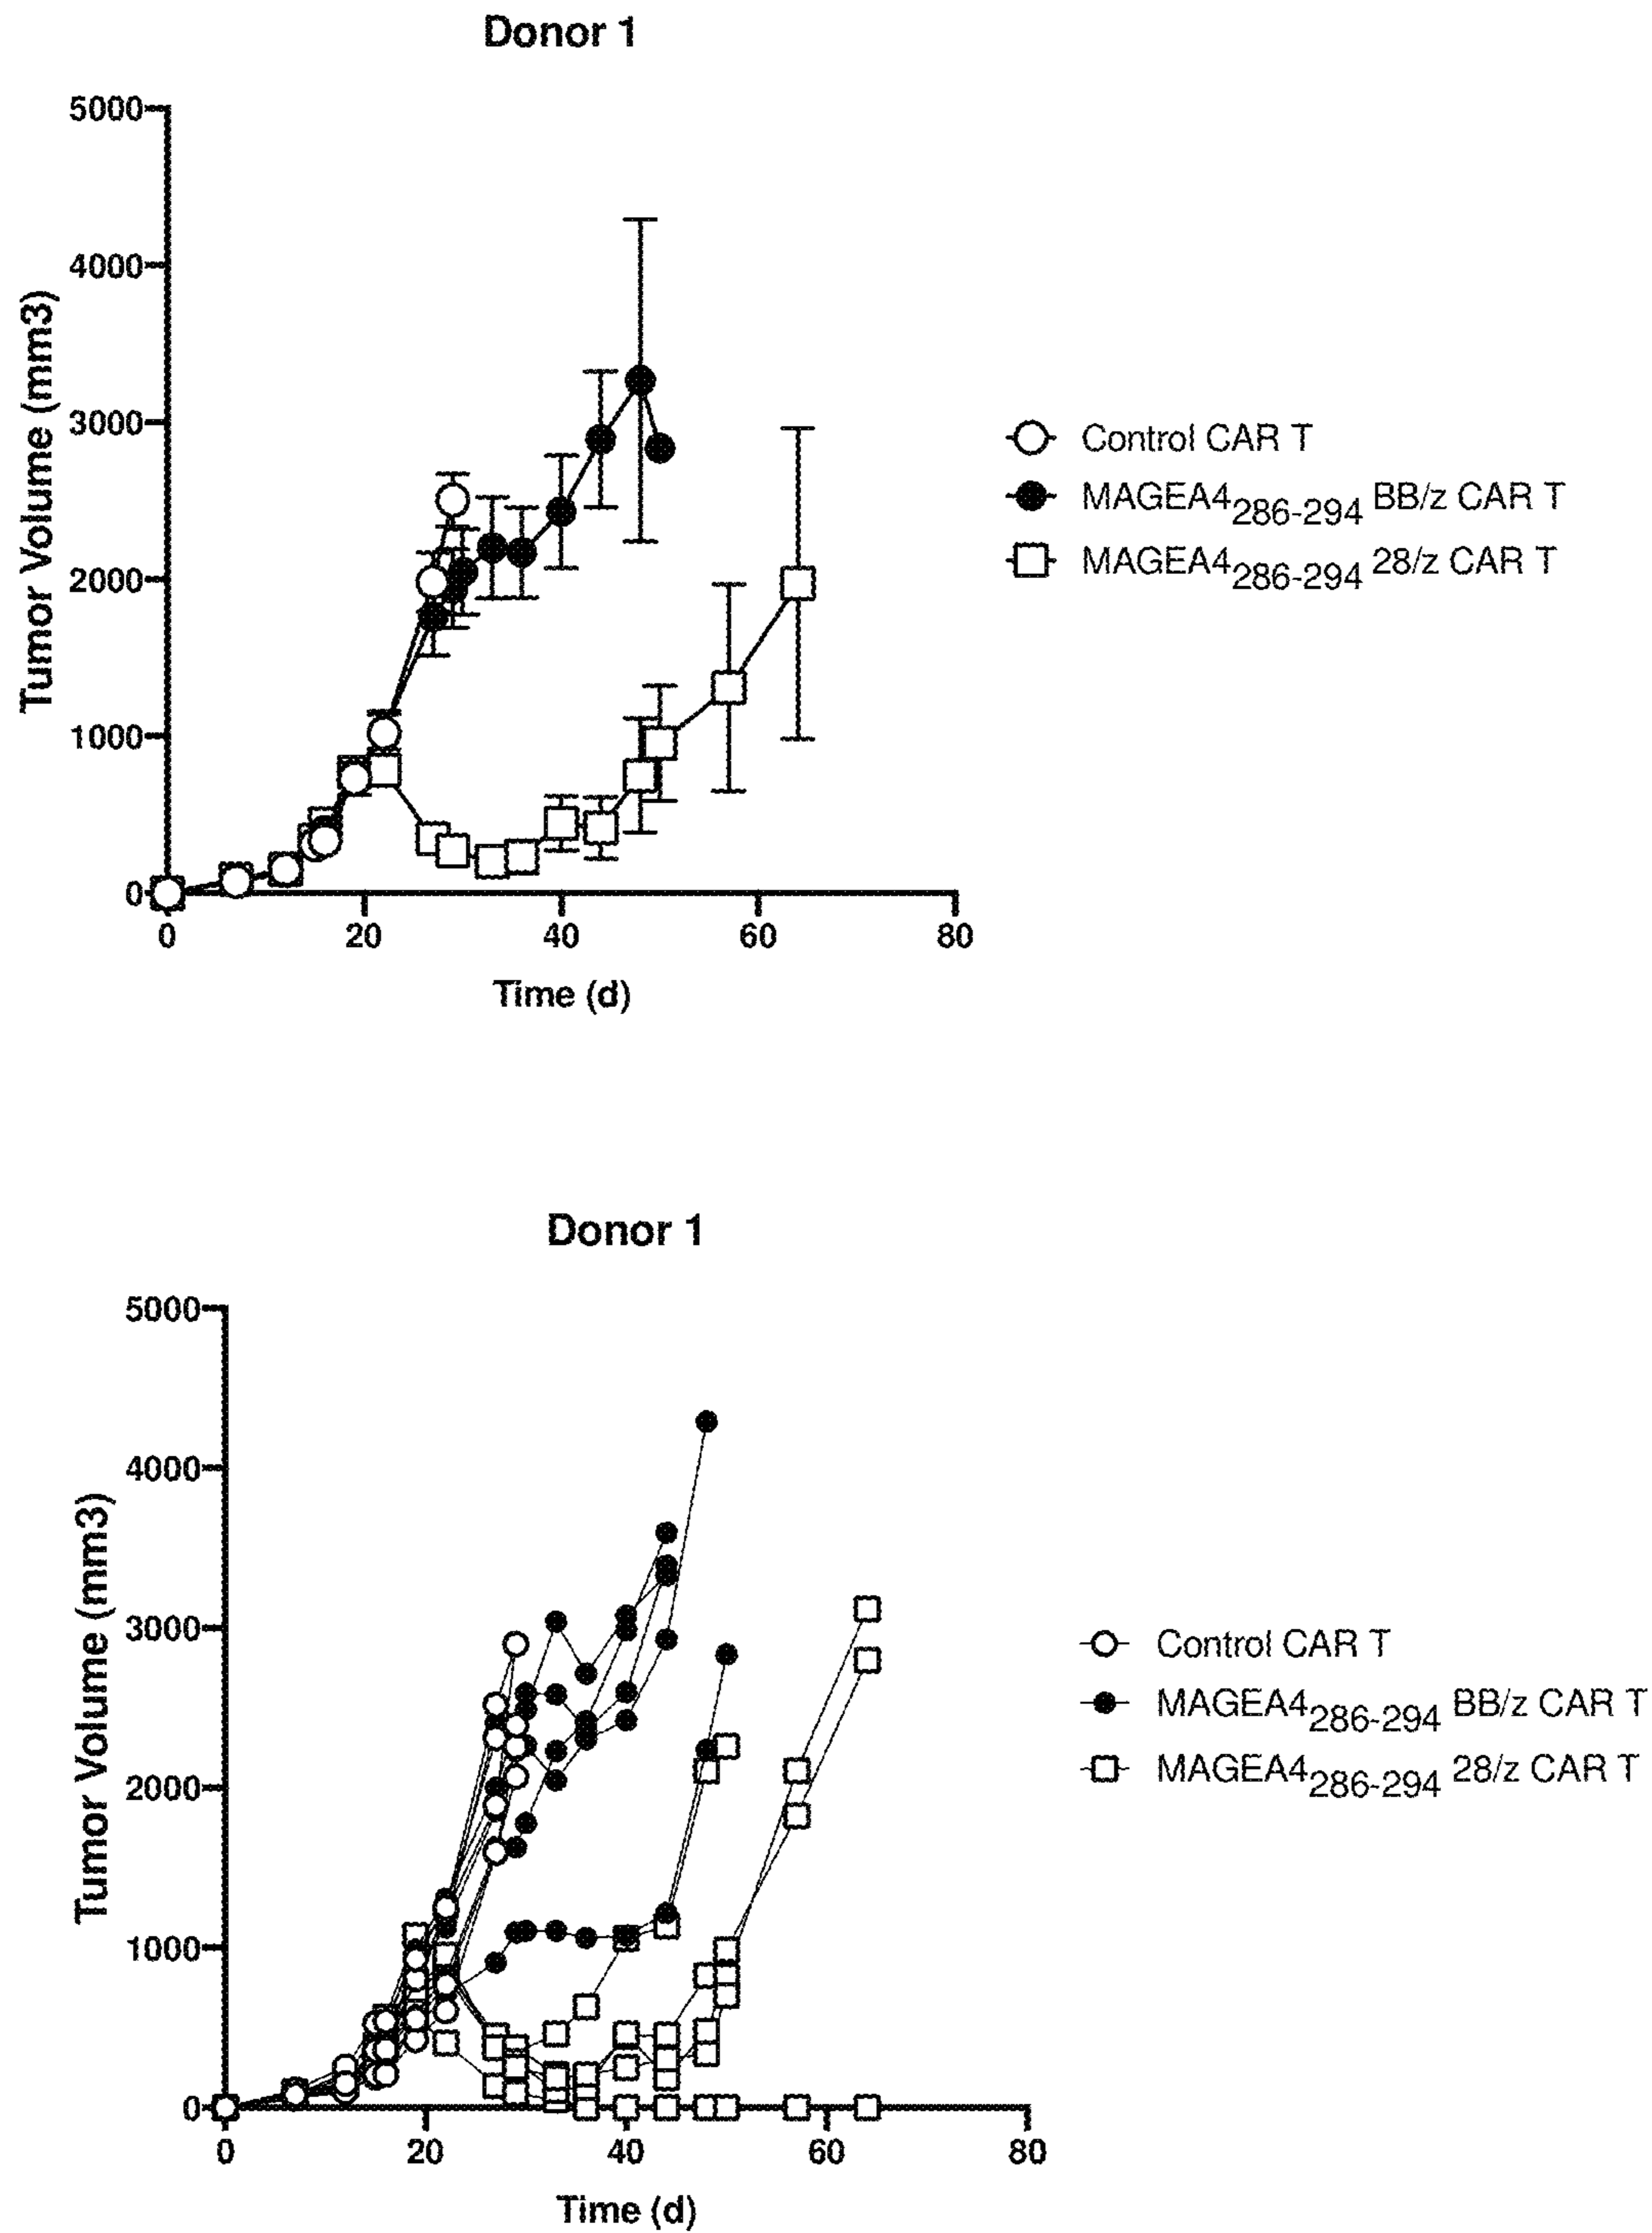 Donor 1
5000
4000
3000
2000
1000
0
Tumor Volume (mm3)
0 20 40 60 80
Time (d)
Control CAR T
MAGEA4286-294 BB/z CAR T
MAGEA4286-294 28/z CAR T
Donor 1
5000
4000
3000
2000
1000
0
Tumor Volume (mm3)
0 20 40 60 80
Time (d)
Control CAR T
MAGEA4286-294 BB/z CAR T
MAGEA4286-294 28/z CAR T